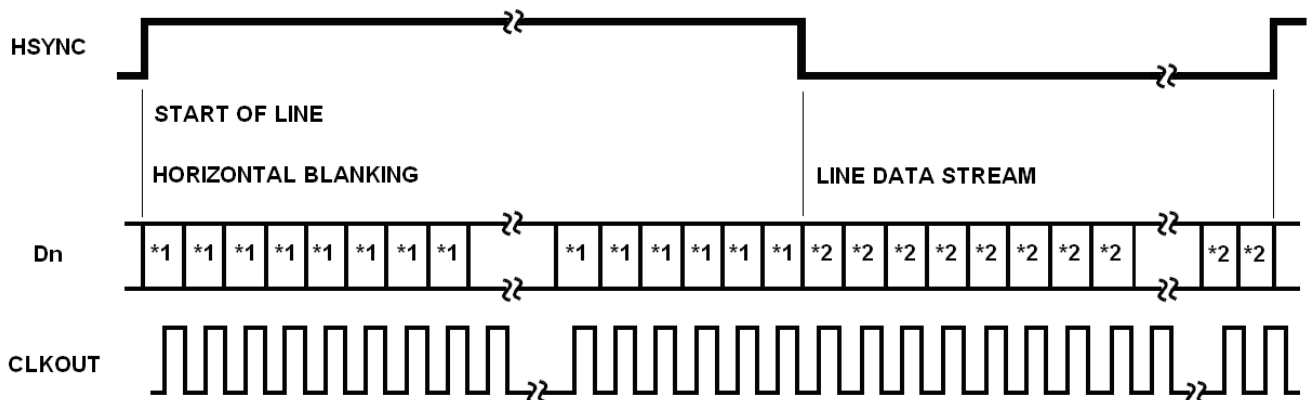 HSYNC
START OF LINE
HORIZONTAL BLANKING
LINE DATA STREAM
Dn
*1 *1 *1 *1 *1 *1 *1 *1 *1 *1 *1 *1 *1 *1 *2 *2 *2 *2 *2 *2 *2 *2 *2 *2
CLKOUT